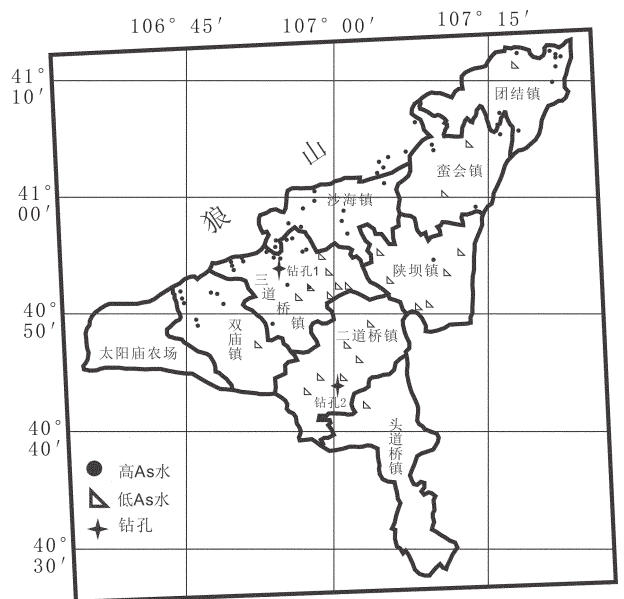 106° 45′
107° 00′
107° 15′
41°
10′
团结镇
山
蛮会镇
41°
00′
沙海镇
狼
陕坝镇
钻孔1
三道桥镇
40°
50′
双庙镇
二道桥镇
太阳庙农场
钻孔2
40°
40′
头道桥镇
高As水
低As水
钻孔
40°
30′